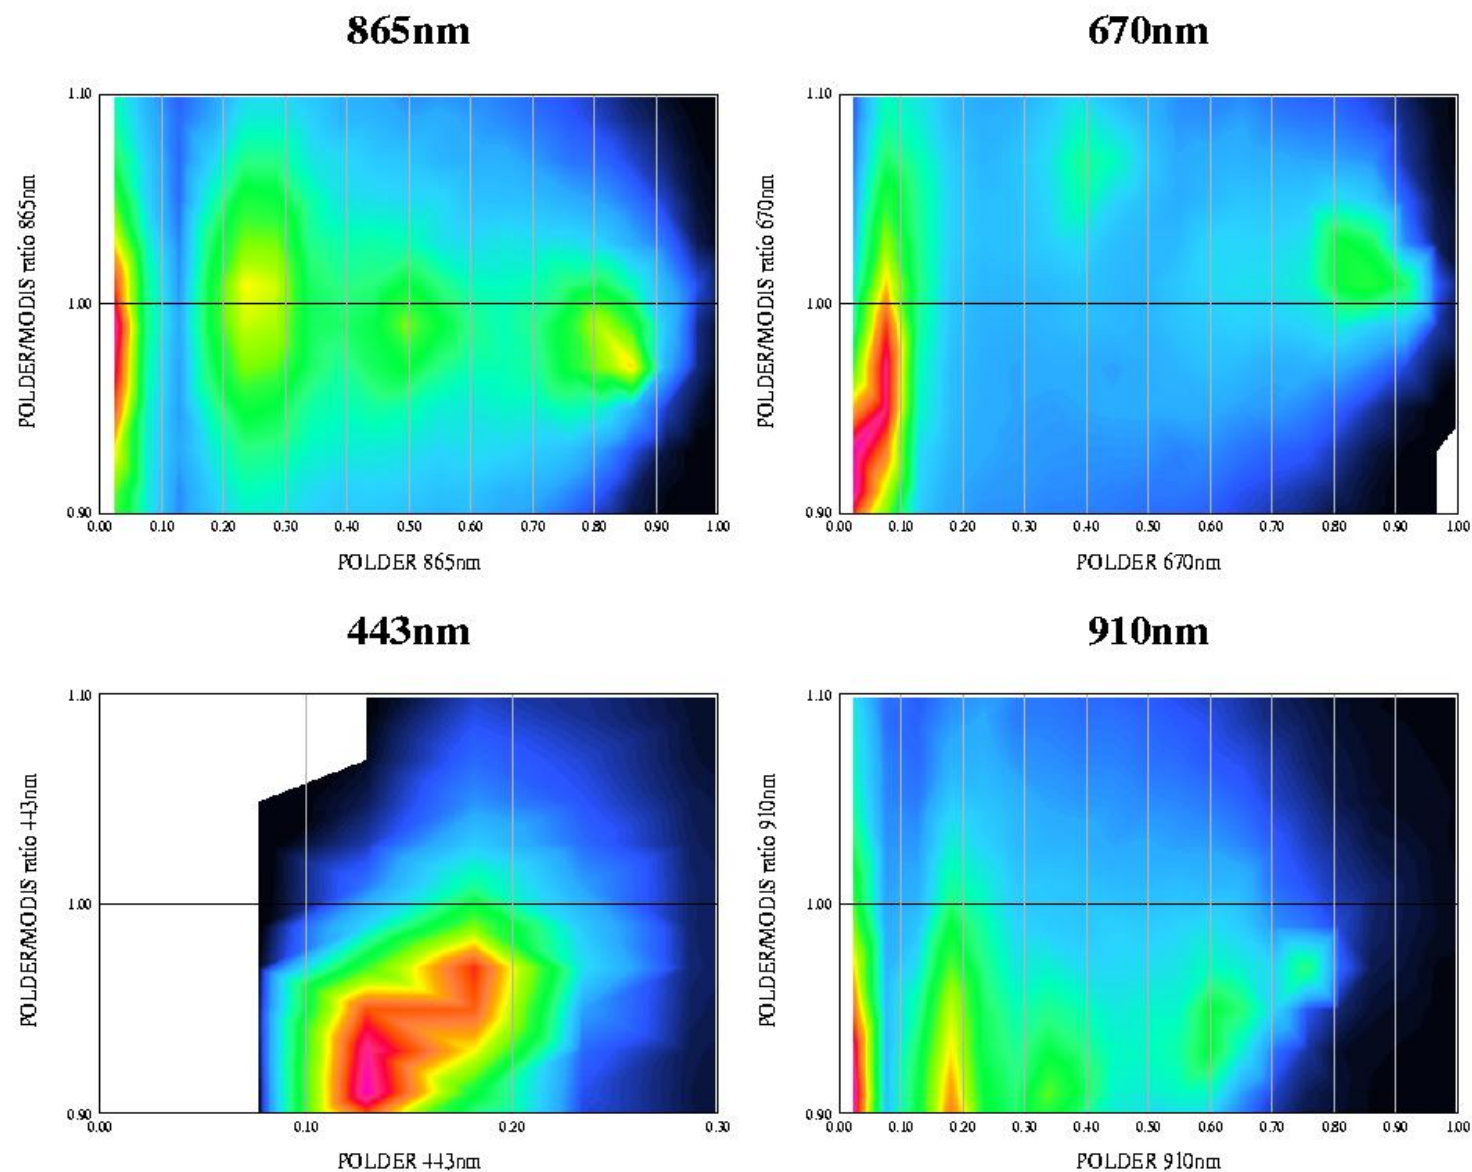 865nm
670nm
1.10
1.00
0.90
POLDER/MODIS ratio 865nm
0.00 0.10 0.20 0.30 0.40 0.50 0.60 0.70 0.80 0.90 1.00
POLDER 865nm
1.10
1.00
0.90
POLDER/MODIS ratio 670nm
0.00 0.10 0.20 0.30 0.40 0.50 0.60 0.70 0.80 0.90 1.00
POLDER 670nm
443nm
910nm
1.10
1.00
0.90
POLDER/MODIS ratio 443nm
0.00 0.10 0.20 0.30
POLDER 443nm
1.10
1.00
0.90
POLDER/MODIS ratio 910nm
0.00 0.10 0.20 0.30 0.40 0.50 0.60 0.70 0.80 0.90 1.00
POLDER 910nm